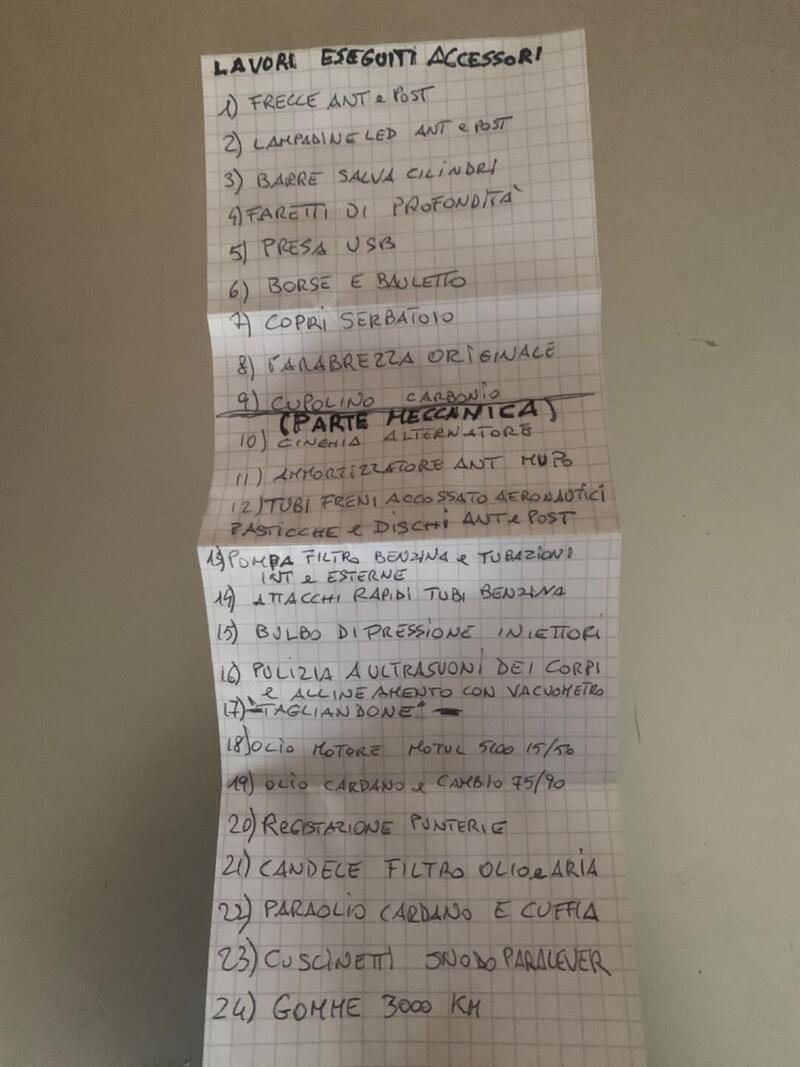 LAVORI ESEGUITI ACCESSORI
1) FRECCE ANT e POST
2) LAMPADINE LED ANT e POST
3) BARRE SALVA CILINDRI
4) FARETTI DI PROFONDITÀ
5) PRESA USB
6) BORSE E BAULETTO
7) COPRI SERBATOIO
8) PARABREZZA ORIGINALE
9) CUPOLINO CARBONIO
(PARTE MECCANICA)
10) CINGHIA ALTERNATORE
11) AMMORTIZZATORE ANT MUPO
12) TUBI FRENI ACCOSSATO AERONAUTICI
PASTICCHE e DISCHI ANT e POST
13) POMPA FILTRO BENZINA e TUBAZIONI
INT e ESTERNE
14) ATTACCHI RAPIDI TUBI BENZINA
15) BULBO DI PRESSIONE INIETTORI
16) PULIZIA A ULTRASUONI DEI CORPI
e ALLINEAMENTO CON VACUOMETRO
17) "TAGLIANDONE"
18) OLIO MOTORE MOTUL 5100 15/50
19) OLIO CARDANO e CAMBIO 75/90
20) REGISTAZIONE PUNTERIE
21) CANDELE FILTRO OLIO e ARIA
22) PARAOLIO CARDANO E CUFFIA
23) CUSCINETTI SNODO PARALEVER
24) GOMME 3000 KM